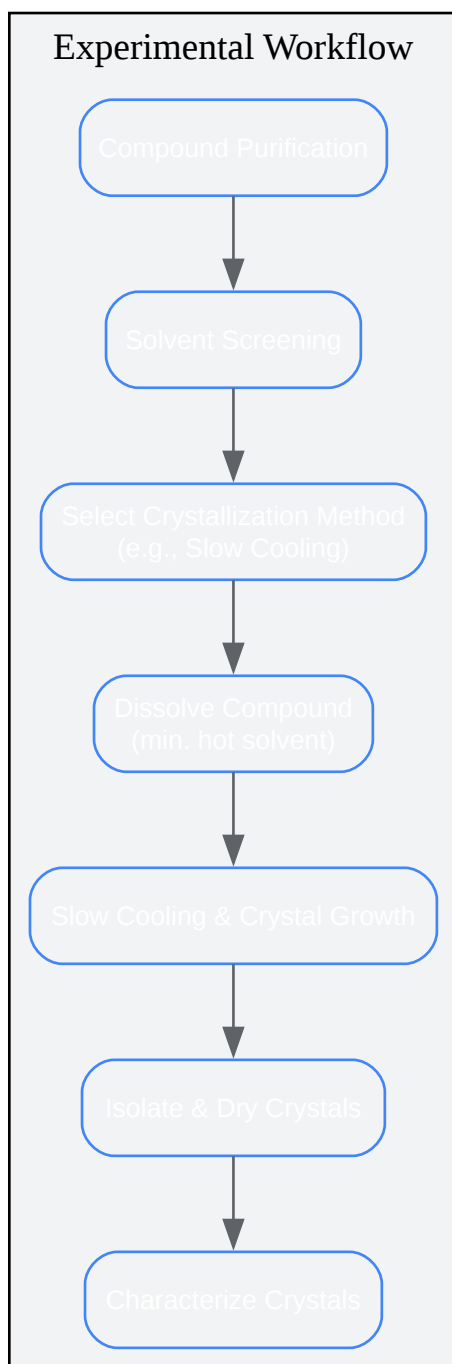 Experimental Workflow
Compound Purification
Solvent Screening
Select Crystallization Method
(e.g., Slow Cooling)
Dissolve Compound
(min. hot solvent)
Slow Cooling & Crystal Growth
Isolate & Dry Crystals
Characterize Crystals